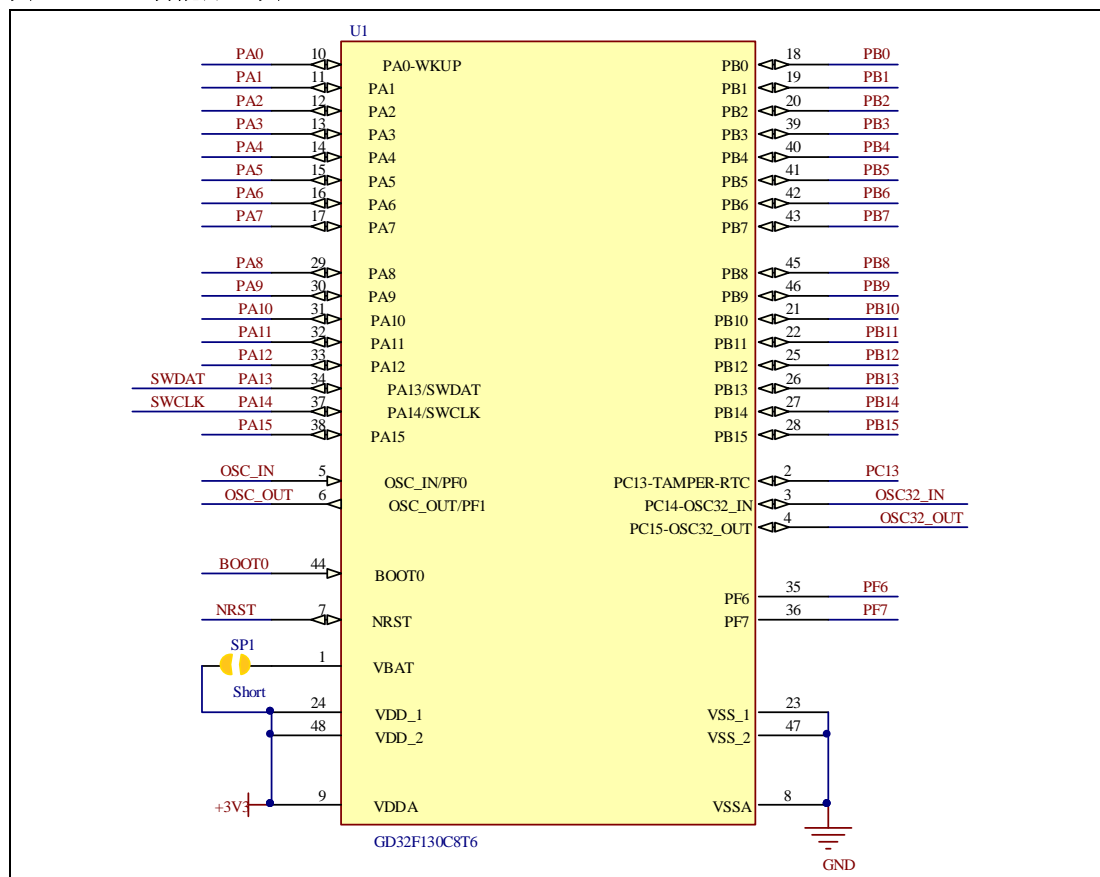 U1
PA0 10 PA0-WKUP PB0 18 PB0
PA1 11 PA1 PB1 19 PB1
PA2 12 PA2 PB2 20 PB2
PA3 13 PA3 PB3 39 PB3
PA4 14 PA4 PB4 40 PB4
PA5 15 PA5 PB5 41 PB5
PA6 16 PA6 PB6 42 PB6
PA7 17 PA7 PB7 43 PB7
PA8 29 PA8 PB8 45 PB8
PA9 30 PA9 PB9 46 PB9
PA10 31 PA10 PB10 21 PB10
PA11 32 PA11 PB11 22 PB11
PA12 33 PA12 PB12 25 PB12
SWDAT PA13 34 PA13/SWDAT PB13 26 PB13
SWCLK PA14 37 PA14/SWCLK PB14 27 PB14
PA15 38 PA15 PB15 28 PB15
OSC_IN 5 OSC_IN/PF0 PC13-TAMPER-RTC 2 PC13
OSC_OUT 6 OSC_OUT/PF1 PC14-OSC32_IN 3 OSC32_IN
PC15-OSC32_OUT 4 OSC32_OUT
BOOT0 44 BOOT0
PF6 35 PF6
NRST 7 NRST PF7 36 PF7
SP1
1 VBAT
Short
24 VDD_1 VSS_1 23
48 VDD_2 VSS_2 47
+3V3 9 VDDA VSSA 8
GD32F130C8T6
GND